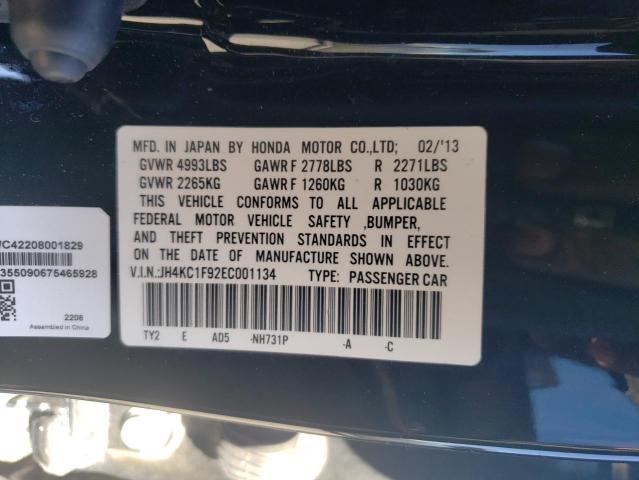 MFD. IN JAPAN BY HONDA MOTOR CO.,LTD; 02/'13
GVWR 4993LBS GAWR F 2778LBS R 2271LBS
GVWR 2265KG GAWR F 1260KG R 1030KG
THIS VEHICLE CONFORMS TO ALL APPLICABLE
FEDERAL MOTOR VEHICLE SAFETY ,BUMPER,
AND THEFT PREVENTION STANDARDS IN EFFECT
ON THE DATE OF MANUFACTURE SHOWN ABOVE.
V.I.N.:JH4KC1F92EC001134 TYPE: PASSENGER CAR
TY2 E AD5 -NH731P -A -C
C42208001829
355090675465928
2208
Assembled in China